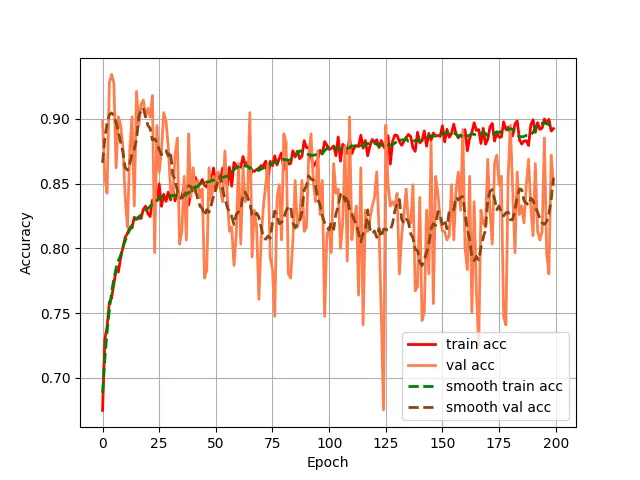 0.90
0.85
0.80
0.75
0.70
Accuracy
0 25 50 75 100 125 150 175 200
Epoch
train acc
val acc
smooth train acc
smooth val acc